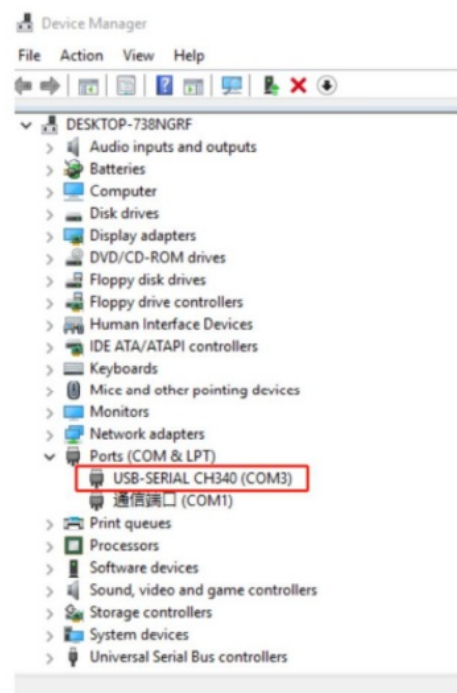 Device Manager
File Action View Help
DESKTOP-738NGRF
Audio inputs and outputs
Batteries
Computer
Disk drives
Display adapters
DVD/CD-ROM drives
Floppy disk drives
Floppy drive controllers
Human Interface Devices
IDE ATA/ATAPI controllers
Keyboards
Mice and other pointing devices
Monitors
Network adapters
Ports (COM & LPT)
USB-SERIAL CH340 (COM3)
通信端口 (COM1)
Print queues
Processors
Software devices
Sound, video and game controllers
Storage controllers
System devices
Universal Serial Bus controllers